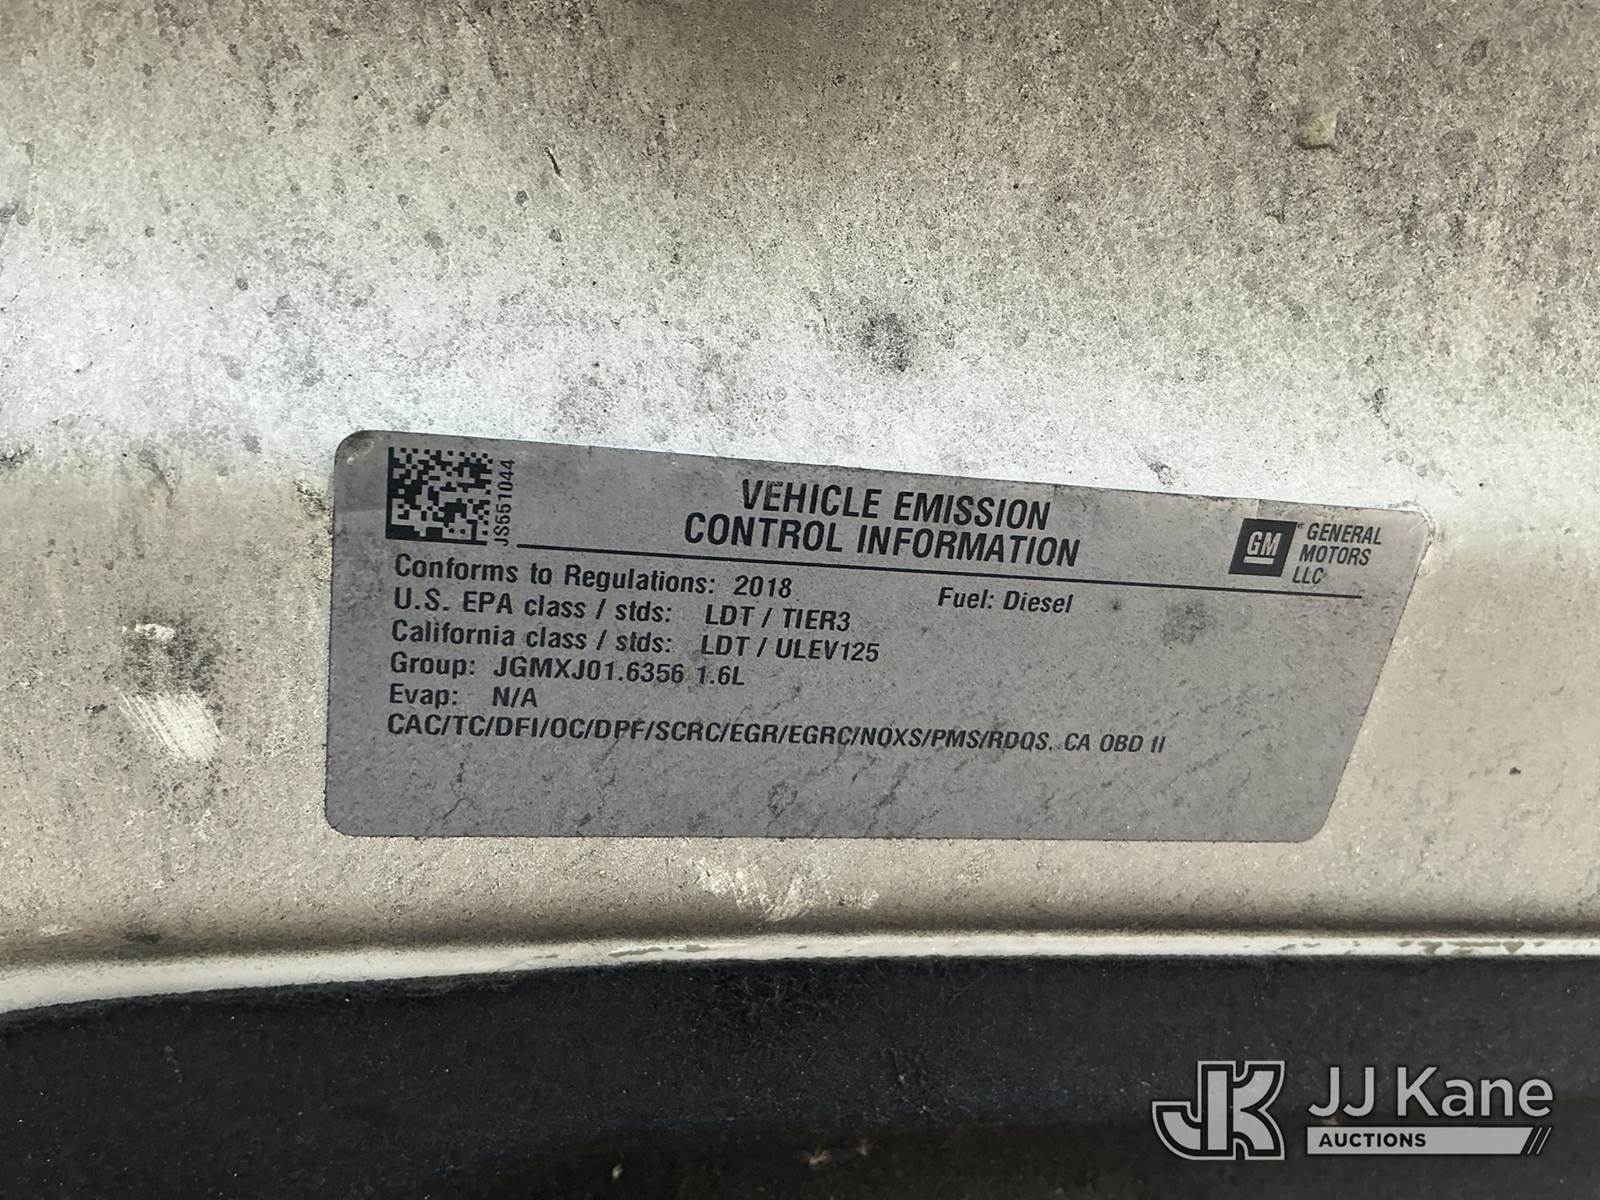 JS551044
VEHICLE EMISSION
CONTROL INFORMATION
GM
GENERAL
MOTORS
LLC
Conforms to Regulations: 2018
Fuel: Diesel
U.S. EPA class / stds: LDT / TIER3
California class / stds: LDT / ULEV125
Group: JGMXJ01.6356 1.6L
Evap: N/A
CAC/TC/DFI/OC/DPF/SCRC/EGR/EGRC/NOXS/PMS/RDQS, CA OBD II
JK
JJ Kane
AUCTIONS